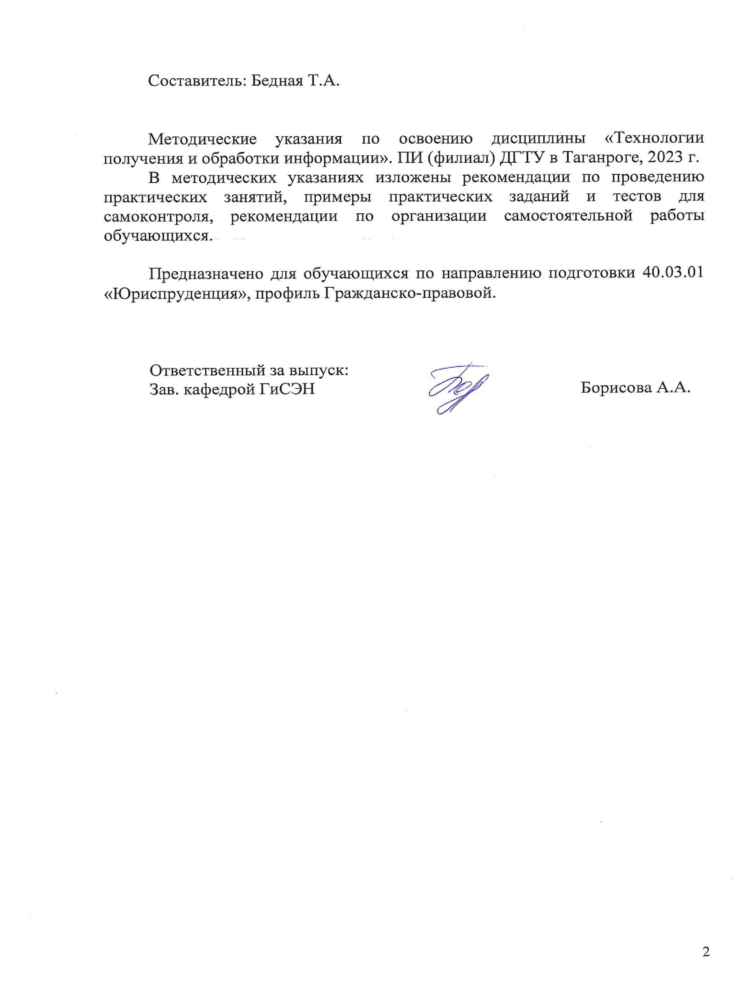 Составитель: Бедная Т.А.
Методические указания по освоению дисциплины «Технологии
получения и обработки информации». ПИ (филиал) ДГТУ в Таганроге, 2023 г.
В методических указаниях изложены рекомендации по проведению
практических занятий, примеры практических заданий и тестов для
самоконтроля, рекомендации по организации самостоятельной работы
обучающихся.
Предназначено для обучающихся по направлению подготовки 40.03.01
«Юриспруденция», профиль Гражданско-правовой.
Ответственный за выпуск:
Зав. кафедрой ГиСЭН Борисова А.А.
2